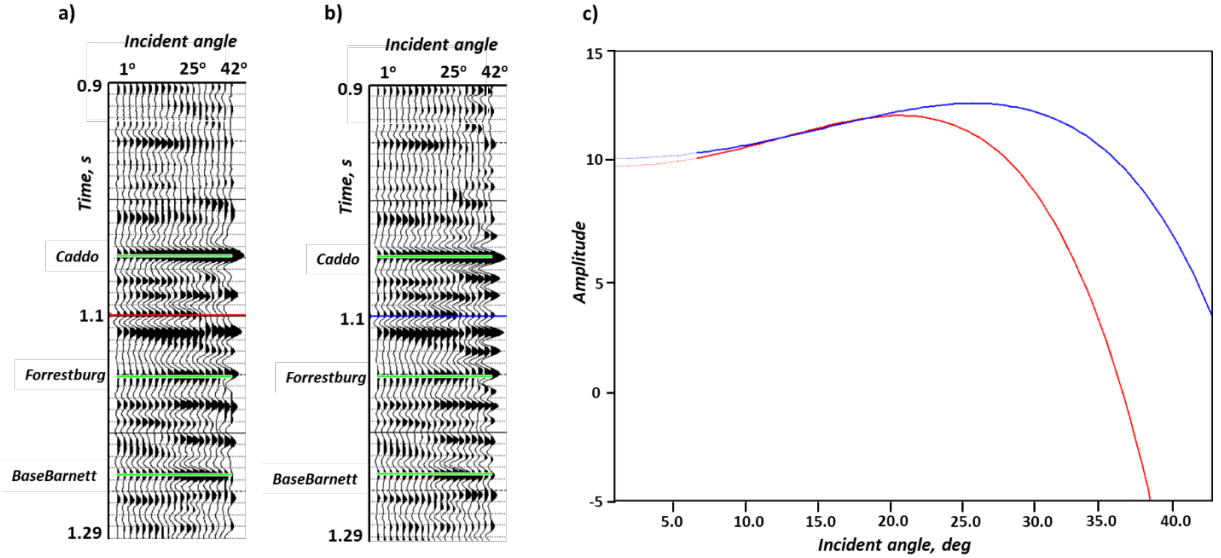 a)
Incident angle
1° 25° 42°
0.9
Time, s
Caddo
1.1
Forrestburg
BaseBarnett
1.29
b)
Incident angle
1° 25° 42°
0.9
Time, s
Caddo
1.1
Forrestburg
BaseBarnett
1.29
c)
15
10
5
0
-5
Amplitude
5.0 10.0 15.0 20.0 25.0 30.0 35.0 40.0
Incident angle, deg